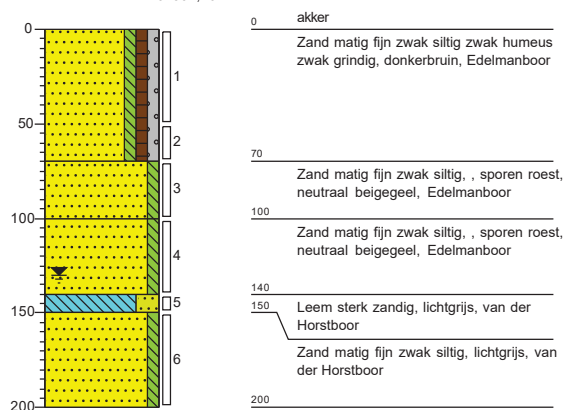 0
50
100
150
200
1
2
3
4
5
6
0 akker
Zand matig fijn zwak siltig zwak humeus
zwak grindig, donkerbruin, Edelmanboor
70
Zand matig fijn zwak siltig, , sporen roest,
neutraal beigegeel, Edelmanboor
100
Zand matig fijn zwak siltig, , sporen roest,
neutraal beigegeel, Edelmanboor
140
Leem sterk zandig, lichtgrijs, van der
Horstboor
150
Zand matig fijn zwak siltig, lichtgrijs, van
der Horstboor
200